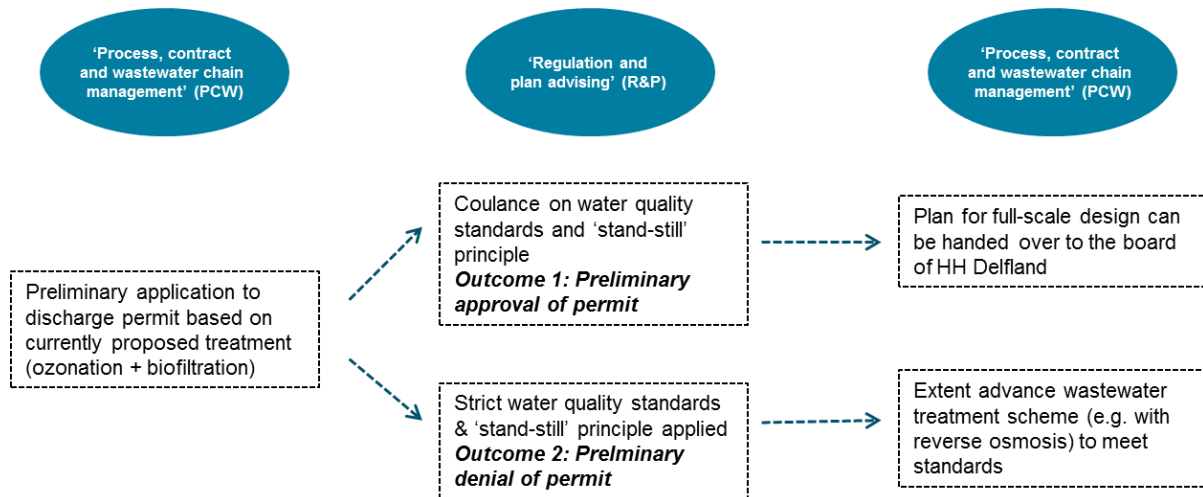 ‘Process, contract
and wastewater chain
management’ (PCW)
‘Regulation and
plan advising’ (R&P)
‘Process, contract
and wastewater chain
management’ (PCW)
Preliminary application to
discharge permit based on
currently proposed treatment
(ozonation + biofiltration)
Coulance on water quality
standards and ‘stand-still’
principle
Outcome 1: Preliminary
approval of permit
Plan for full-scale design can
be handed over to the board
of HH Delfland
Strict water quality standards
& ‘stand-still’ principle applied
Outcome 2: Prelminary
denial of permit
Extent advance wastewater
treatment scheme (e.g. with
reverse osmosis) to meet
standards